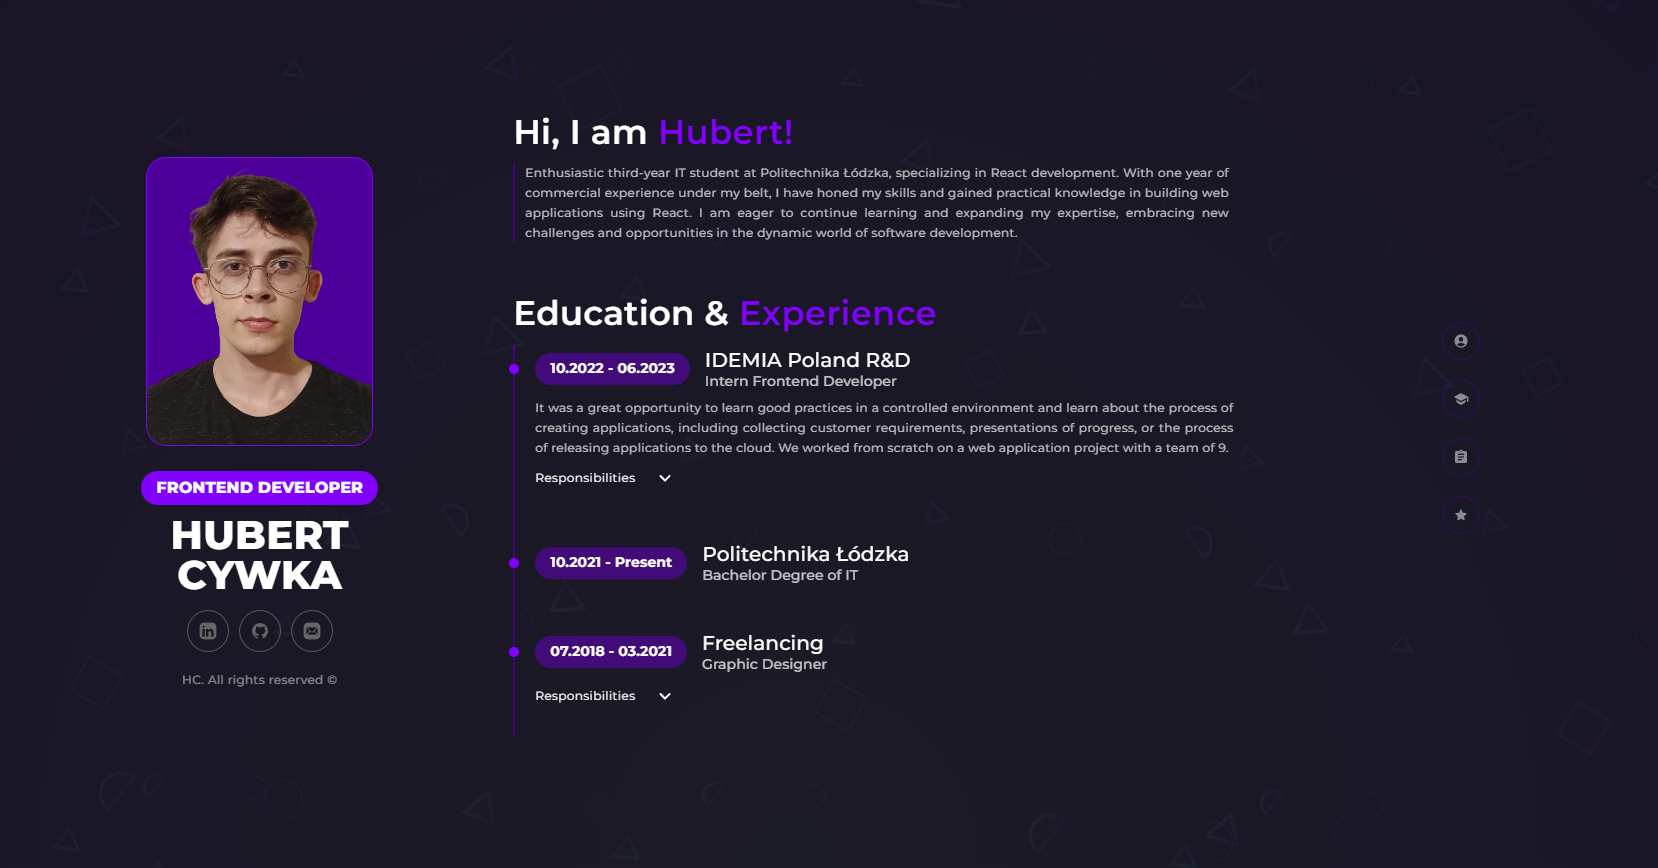 Hi, I am Hubert!
Enthusiastic third-year IT student at Politechnika Łódzka, specializing in React development. With one year of
commercial experience under my belt, I have honed my skills and gained practical knowledge in building web
applications using React. I am eager to continue learning and expanding my expertise, embracing new
challenges and opportunities in the dynamic world of software development.
FRONTEND DEVELOPER
HUBERT
CYWKA
HC. All rights reserved ©
Education & Experience
10.2022 - 06.2023
IDEMIA Poland R&D
Intern Frontend Developer
It was a great opportunity to learn good practices in a controlled environment and learn about the process of
creating applications, including collecting customer requirements, presentations of progress, or the process
of releasing applications to the cloud. We worked from scratch on a web application project with a team of 9.
Responsibilities
10.2021 - Present
Politechnika Łódzka
Bachelor Degree of IT
07.2018 - 03.2021
Freelancing
Graphic Designer
Responsibilities